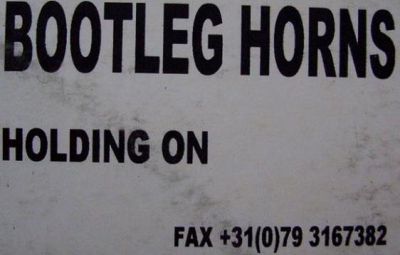 BOOTLEG HORNS
HOLDING ON
FAX +31(0)79 3167382